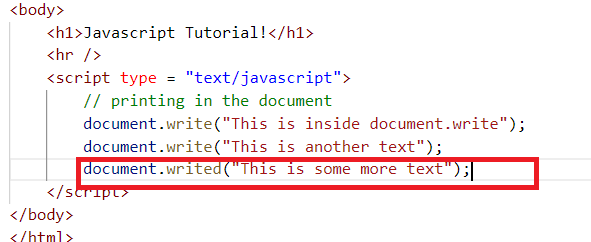 <body>
<h1>Javascript Tutorial!</h1>
<hr />
<script type = "text/javascript">
// printing in the document
document.write("This is inside document.write");
document.write("This is another text");
document.writed("This is some more text");
</script>
</body>
</html>